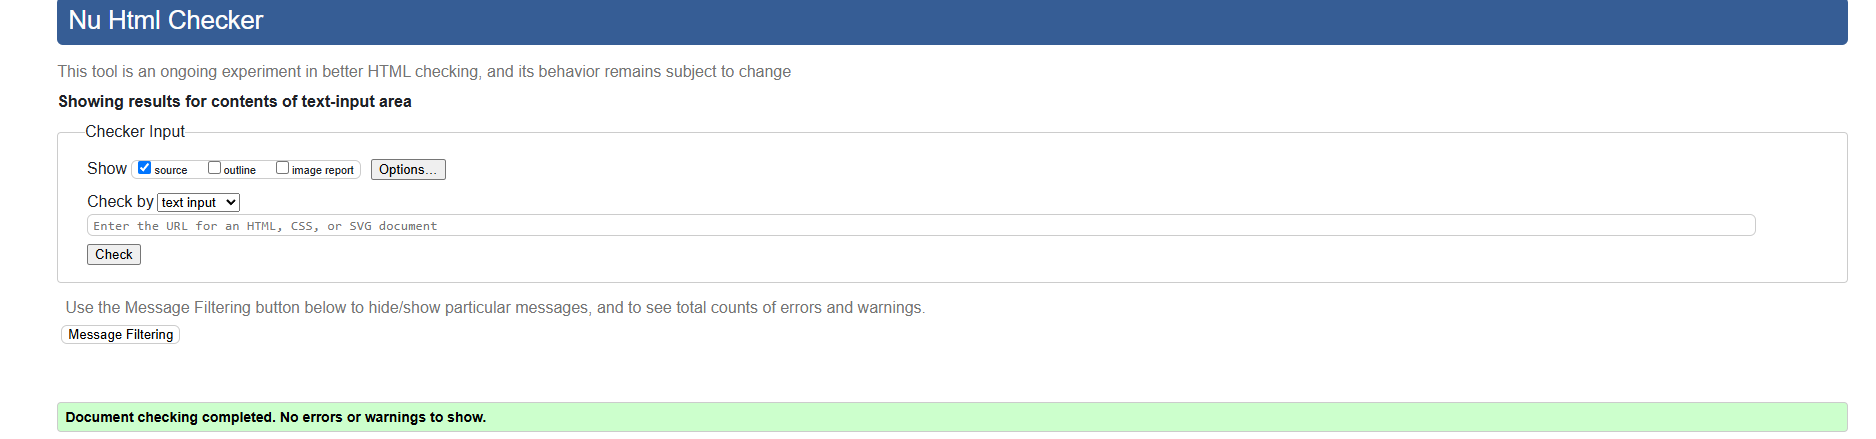 Nu Html Checker
This tool is an ongoing experiment in better HTML checking, and its behavior remains subject to change
Showing results for contents of text-input area
Checker Input
Show source outline image report Options...
Check by text input
Enter the URL for an HTML, CSS, or SVG document
Check
Use the Message Filtering button below to hide/show particular messages, and to see total counts of errors and warnings.
Message Filtering
Document checking completed. No errors or warnings to show.